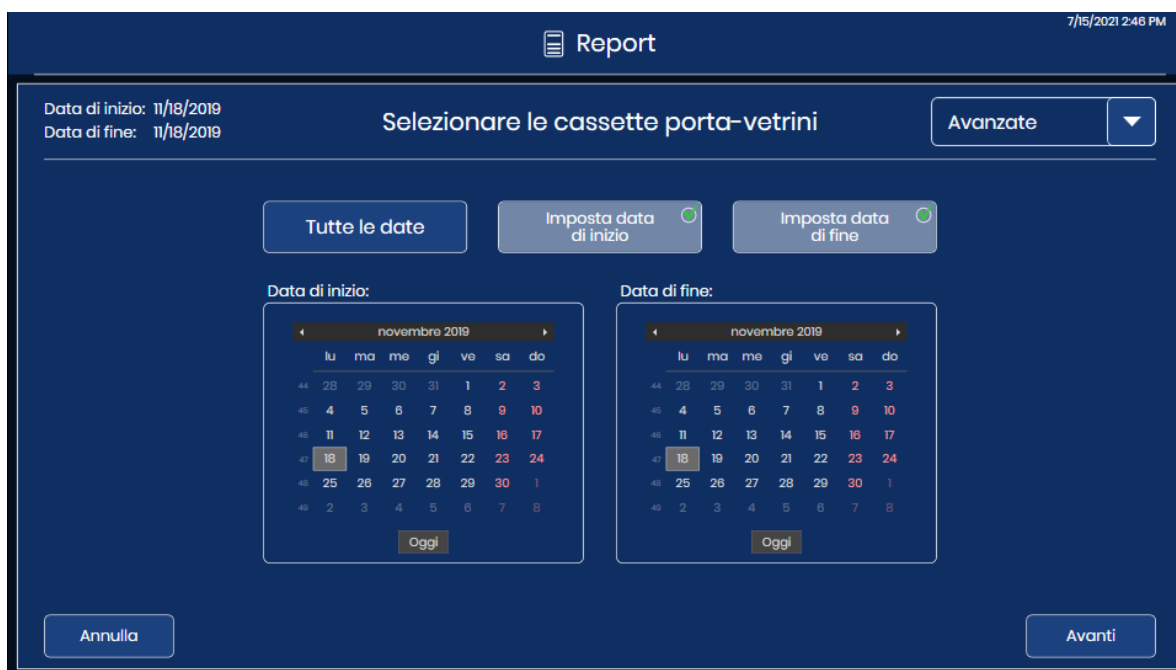 7/15/2021 2:46 PM
Report
Data di inizio: 11/18/2019
Data di fine: 11/18/2019
Selezionare le cassette porta-vetrini
Avanzate
Tutte le date
Imposta data
di inizio
Imposta data
di fine
Data di inizio:
novembre 2019
lu ma me gi ve sa do
44 28 29 30 31 1 2 3
45 4 5 6 7 8 9 10
46 11 12 13 14 15 16 17
47 18 19 20 21 22 23 24
48 25 26 27 28 29 30 1
49 2 3 4 5 6 7 8
Oggi
Data di fine:
novembre 2019
lu ma me gi ve sa do
44 28 29 30 31 1 2 3
45 4 5 6 7 8 9 10
46 11 12 13 14 15 16 17
47 18 19 20 21 22 23 24
48 25 26 27 28 29 30 1
49 2 3 4 5 6 7 8
Oggi
Annulla
Avanti